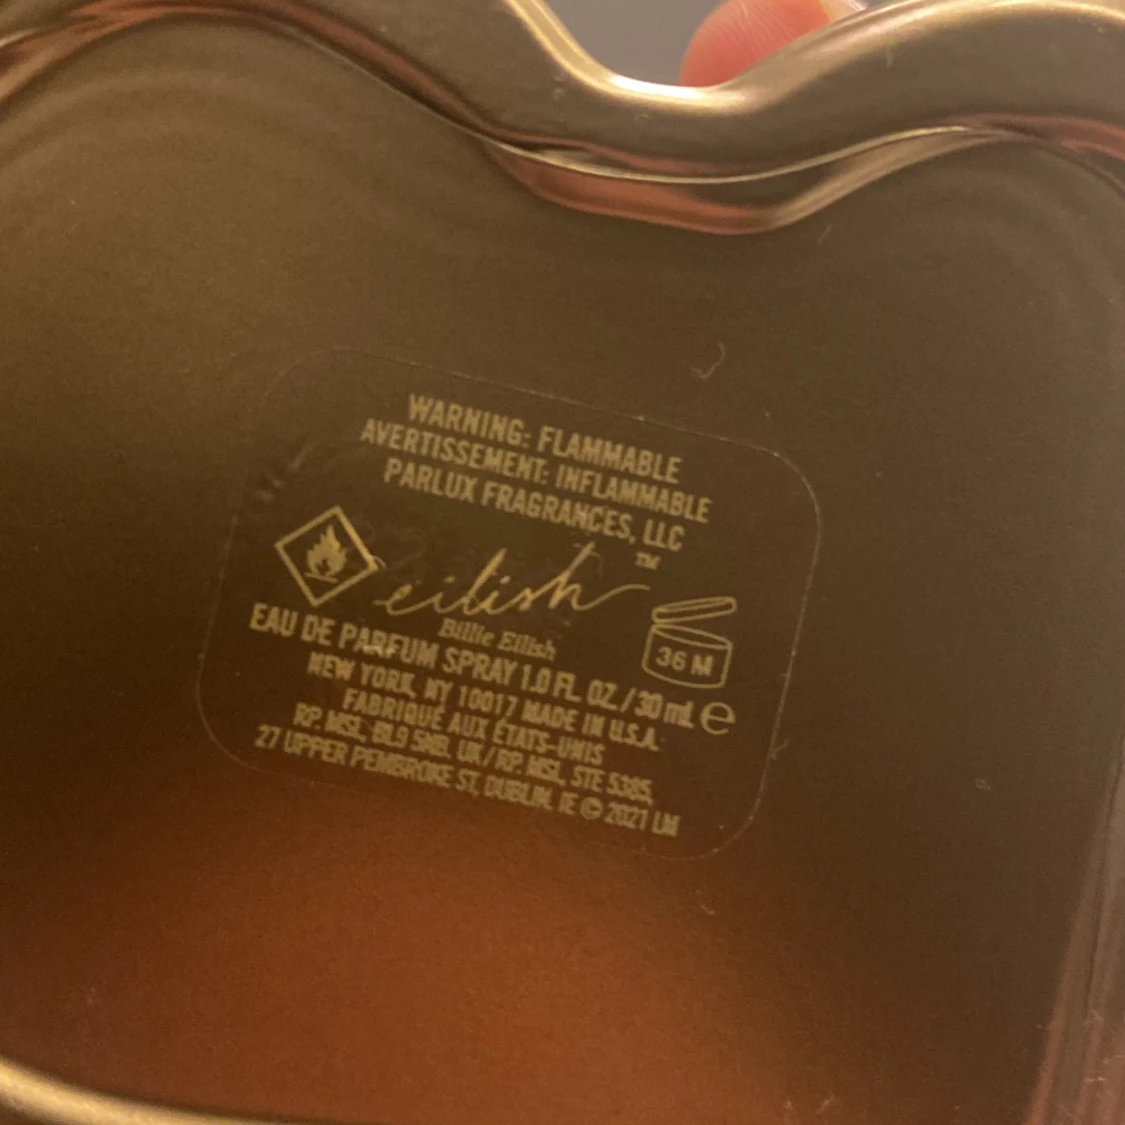 WARNING: FLAMMABLE
AVERTISSEMENT: INFLAMMABLE
PARLUX FRAGRANCES, LLC
eilish™
Billie Eilish
36 M
EAU DE PARFUM SPRAY 1.0 FL. OZ./30 mL e
NEW YORK, NY 10017 MADE IN U.S.A.
FABRIQUÉ AUX ÉTATS-UNIS
RP. MSL, BL9 5NB. UK/RP. MSL, STE 5385,
27 UPPER PEMBROKE ST, DUBLIN. IE © 2021 LM